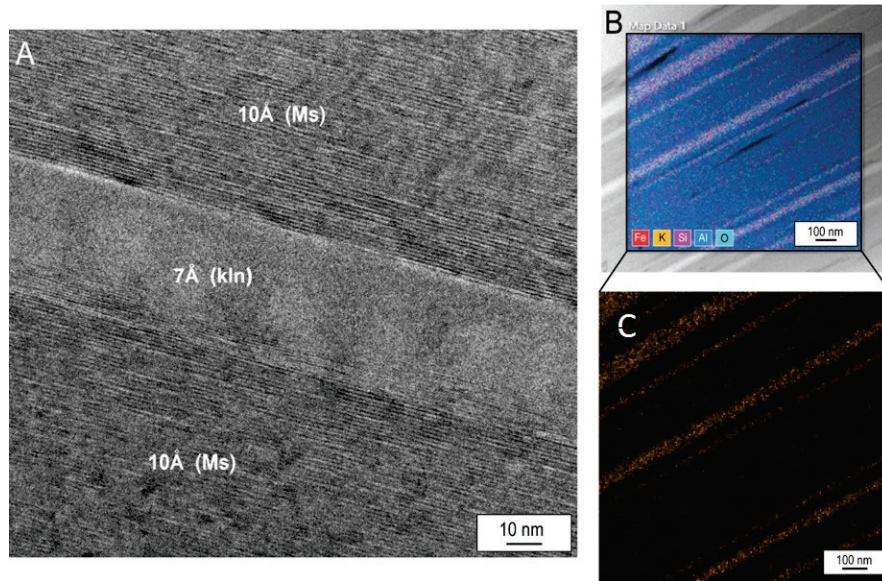 A
10Å (Ms)
7Å (kln)
10Å (Ms)
10 nm
B
Map Data 1
Fe K Si Al O
100 nm
C
100 nm